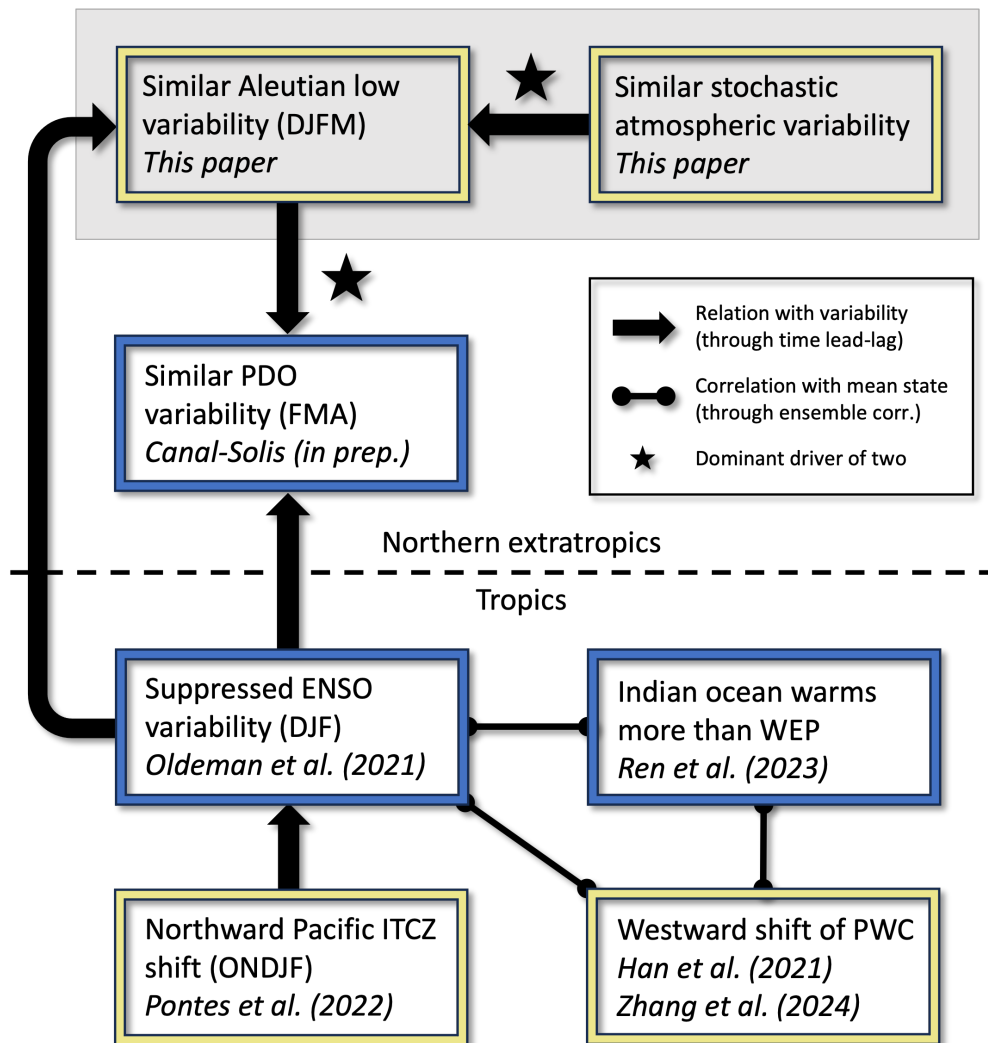 Similar Aleutian low
variability (DJFM)
This paper
Similar stochastic
atmospheric variability
This paper
Relation with variability
(through time lead-lag)
Correlation with mean state
(through ensemble corr.)
Dominant driver of two
Similar PDO
variability (FMA)
Canal-Solis (in prep.)
Northern extratropics
Tropics
Suppressed ENSO
variability (DJF)
Oldeman et al. (2021)
Indian ocean warms
more than WEP
Ren et al. (2023)
Northward Pacific ITCZ
shift (ONDJF)
Pontes et al. (2022)
Westward shift of PWC
Han et al. (2021)
Zhang et al. (2024)